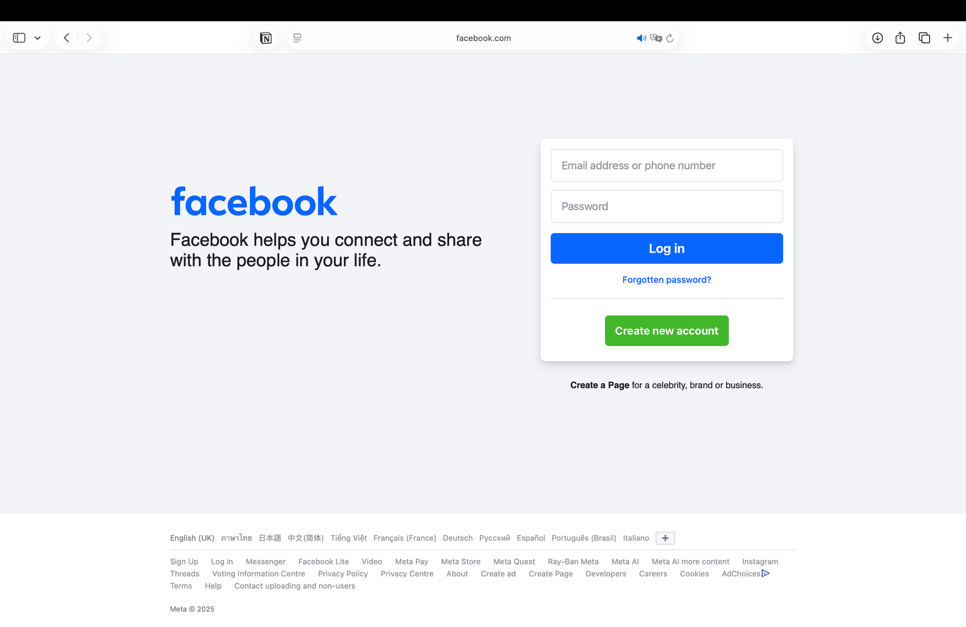 facebook.com
facebook
Facebook helps you connect and share
with the people in your life.
Email address or phone number
Password
Log in
Forgotten password?
Create new account
Create a Page for a celebrity, brand or business.
English (UK) ภาษาไทย 日本語 中文(简体) Tiếng Việt Français (France) Deutsch Русский Español Português (Brasil) Italiano
Sign Up Log in Messenger Facebook Lite Video Meta Pay Meta Store Meta Quest Ray-Ban Meta Meta AI Meta AI more content Instagram
Threads Voting Information Centre Privacy Policy Privacy Centre About Create ad Create Page Developers Careers Cookies AdChoices
Terms Help Contact uploading and non-users
Meta © 2025